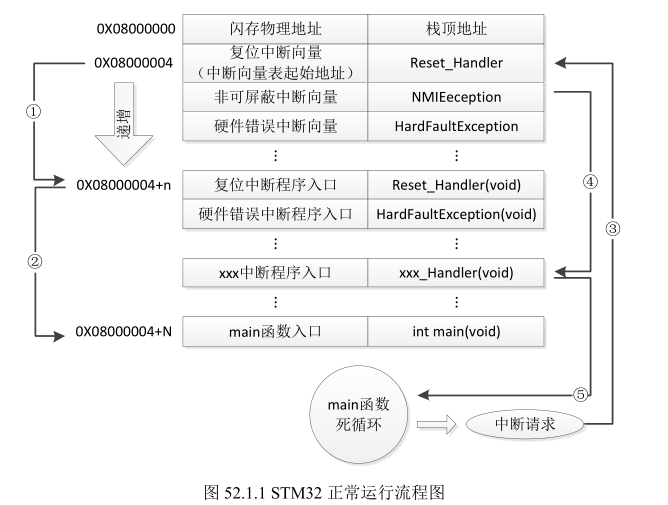 0X08000000 闪存物理地址 栈顶地址
0X08000004 复位中断向量 Reset_Handler
（中断向量表起始地址）
① 非可屏蔽中断向量 NMIEeception
递增 硬件错误中断向量 HardFaultException
⋮ ⋮
0X08000004+n 复位中断程序入口 Reset_Handler(void) ④
硬件错误中断程序入口 HardFaultException(void) ③
② ⋮ ⋮
xxx中断程序入口 xxx_Handler(void)
⋮ ⋮
0X08000004+N main函数入口 int main(void)
⑤
main函数
死循环
中断请求
图 52.1.1 STM32 正常运行流程图